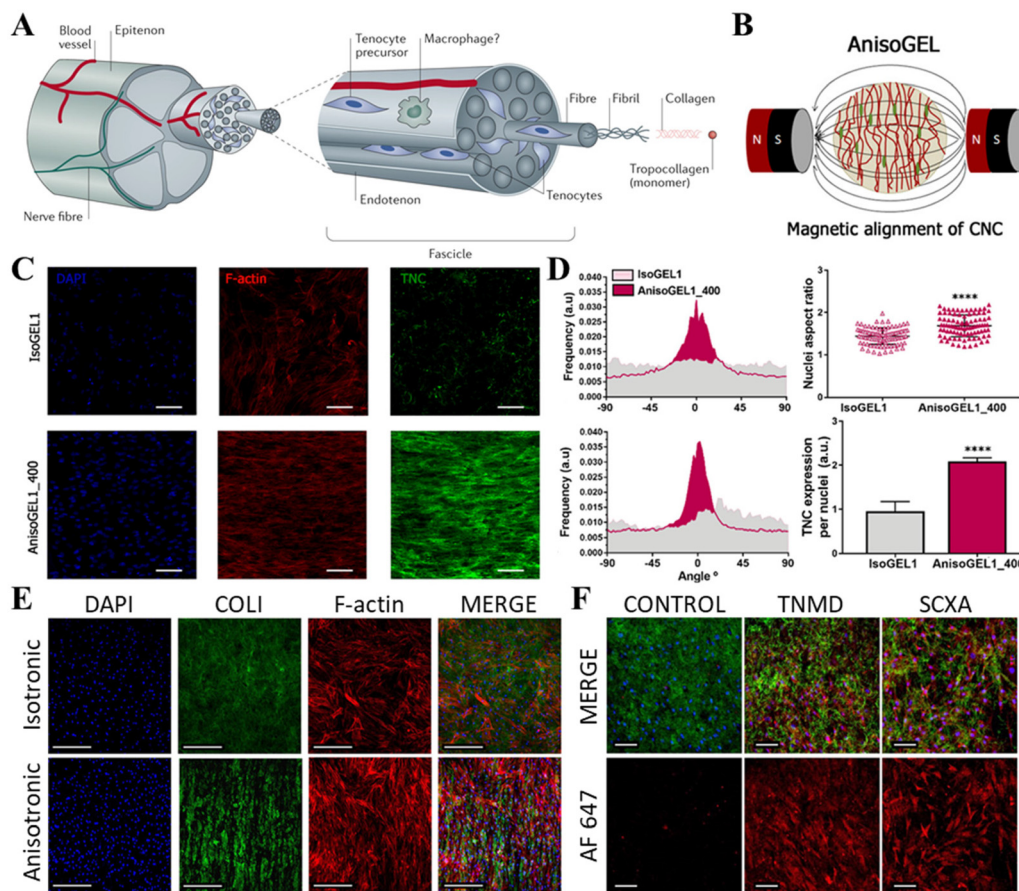 A
Blood vessel
Epitenon
Nerve fibre
Tenocyte precursor
Macrophage?
Fibre
Fibril
Collagen
Tropocollagen (monomer)
Tenocytes
Endotenon
Fascicle
B
AnisoGEL
N
S
N
S
Magnetic alignment of CNC
C
DAPI
F-actin
TNC
IsoGEL1
AnisoGEL1_400
D
IsoGEL1
AnisoGEL1_400
Frequency (a.u)
0.040
0.035
0.030
0.025
0.020
0.015
0.010
0.005
0.000
-90
-45
0
45
90
Nuclei aspect ratio
3
2
1
0
****
IsoGEL1
AnisoGEL1_400
Frequency (a.u)
0.040
0.035
0.030
0.025
0.020
0.015
0.010
0.005
0.000
-90
-45
0
45
90
Angle º
TNC expression
per nuclei (a.u.)
3
2
1
0
****
IsoGEL1
AnisoGEL1_400
E
DAPI
COLI
F-actin
MERGE
Isotronic
Anisotronic
F
CONTROL
TNMD
SCXA
MERGE
AF 647